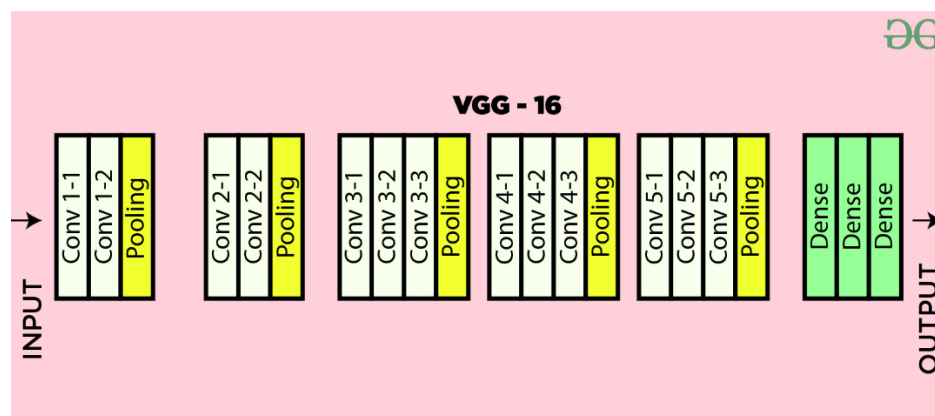 VGG - 16
INPUT
Conv 1-1
Conv 1-2
Pooling
Conv 2-1
Conv 2-2
Pooling
Conv 3-1
Conv 3-2
Conv 3-3
Pooling
Conv 4-1
Conv 4-2
Conv 4-3
Pooling
Conv 5-1
Conv 5-2
Conv 5-3
Pooling
Dense
Dense
Dense
OUTPUT